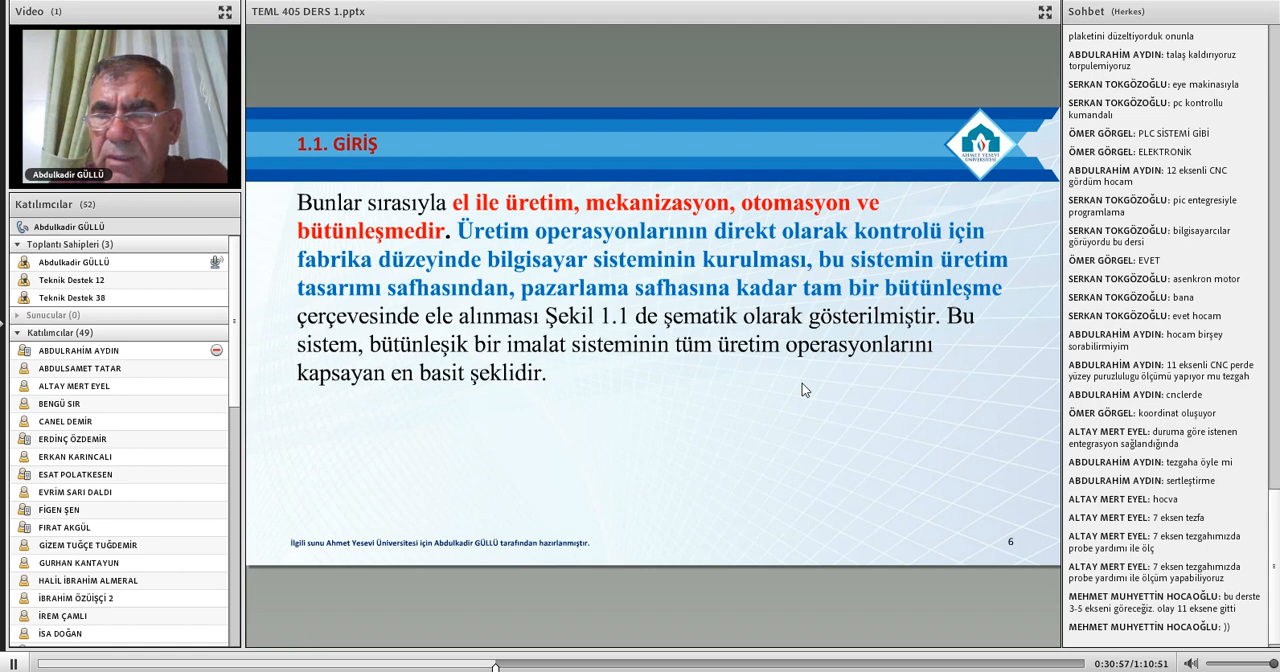 Video (1)
Abdulkadir GÜLLÜ
Katılımcılar (52)
Abdulkadir GÜLLÜ
Toplantı Sahipleri (3)
Abdulkadir GÜLLÜ
Teknik Destek 12
Teknik Destek 38
Sunucular (0)
Katılımcılar (49)
ABDULRAHİM AYDIN
ABDULSAMET TATAR
ALTAY MERT EYEL
BENGÜ SIR
CANEL DEMİR
ERDİNÇ ÖZDEMİR
ERKAN KARINCALI
ESAT POLATKESEN
EVRİM SARI DALDI
FİGEN ŞEN
FIRAT AKGÜL
GİZEM TUĞÇE TUĞDEMİR
GURHAN KANTAYUN
HALİL İBRAHİM ALMERAL
İBRAHİM ÖZÜİŞÇİ 2
İREM ÇAMLI
İSA DOĞAN
TEML 405 DERS 1.pptx
1.1. GİRİŞ
AHMET YESEVİ
ÜNİVERSİTESİ
Bunlar sırasıyla el ile üretim, mekanizasyon, otomasyon ve
bütünleşmedir. Üretim operasyonlarının direkt olarak kontrolü için
fabrika düzeyinde bilgisayar sisteminin kurulması, bu sistemin üretim
tasarımı safhasından, pazarlama safhasına kadar tam bir bütünleşme
çerçevesinde ele alınması Şekil 1.1 de şematik olarak gösterilmiştir. Bu
sistem, bütünleşik bir imalat sisteminin tüm üretim operasyonlarını
kapsayan en basit şeklidir.
İlgili sunu Ahmet Yesevi Üniversitesi için Abdulkadir GÜLLÜ tarafından hazırlanmıştır.
6
Sohbet (Herkes)
plaketini düzeltiyorduk onunla
ABDULRAHİM AYDIN: talaş kaldırıyoruz
torpulemiyoruz
SERKAN TOKGÖZOĞLU: eye makinasıyla
SERKAN TOKGÖZOĞLU: pc kontrollu
kumandalı
ÖMER GÖRGEL: PLC SİSTEMİ GİBİ
ÖMER GÖRGEL: ELEKTRONİK
ABDULRAHİM AYDIN: 12 eksenli CNC
gördüm hocam
SERKAN TOKGÖZOĞLU: pic entegresiyle
programlama
SERKAN TOKGÖZOĞLU: bilgisayarcılar
görüyordu bu dersi
ÖMER GÖRGEL: EVET
SERKAN TOKGÖZOĞLU: asenkron motor
SERKAN TOKGÖZOĞLU: bana
SERKAN TOKGÖZOĞLU: evet hocam
ABDULRAHİM AYDIN: hocam birşey
sorabilirmiyim
ABDULRAHİM AYDIN: 11 eksenli CNC perde
yüzey puruzlulugu ölçümü yapıyor mu tezgah
ABDULRAHİM AYDIN: cnclerde
ÖMER GÖRGEL: koordinat oluşuyor
ALTAY MERT EYEL: duruma göre istenen
entegrasyon sağlandığında
ABDULRAHİM AYDIN: tezgaha öyle mi
ABDULRAHİM AYDIN: sertleştirme
ALTAY MERT EYEL: hocva
ALTAY MERT EYEL: 7 eksen tezfa
ALTAY MERT EYEL: 7 eksen tezgahımızda
probe yardımı ile ölç
ALTAY MERT EYEL: 7 eksen tezgahımızda
probe yardımı ile ölçüm yapabiliyoruz
MEHMET MUHYETTİN HOCAOĞLU: bu derste
3-5 ekseni göreceğiz. olay 11 eksene gitti
MEHMET MUHYETTİN HOCAOĞLU: ))
0:30:57/1:10:51